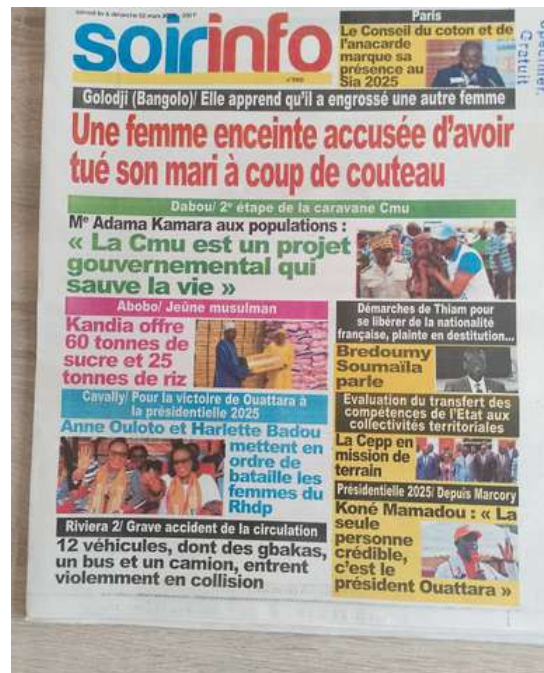 soirinfo
Paris
Le Conseil du coton et de
l'anacarde
marque sa
présence au
Sia 2025
Spécimen
Gratuit
Golodji (Bangolo)/ Elle apprend qu'il a engrossé une autre femme
Une femme enceinte accusée d'avoir
tué son mari à coup de couteau
Dabou/ 2e étape de la caravane Cmu
Me Adama Kamara aux populations :
« La Cmu est un projet
gouvernemental qui
sauve la vie »
Abobo/ Jeûne musulman
Kandia offre
60 tonnes de
sucre et 25
tonnes de riz
Démarches de Thiam pour
se libérer de la nationalité
française, plainte en destitution...
Bredoumy
Soumaïla
parle
Cavally/ Pour la victoire de Ouattara à
la présidentielle 2025
Anne Ouloto et Harlette Badou
mettent en
ordre de
bataille les
femmes du
Rhdp
Evaluation du transfert des
compétences de l'Etat aux
collectivités territoriales
La Cepp en
mission de
terrain
Riviera 2/ Grave accident de la circulation
12 véhicules, dont des gbakas,
un bus et un camion, entrent
violemment en collision
Présidentielle 2025/ Depuis Marcory
Koné Mamadou : « La
seule
personne
crédible,
c'est le
président Ouattara »